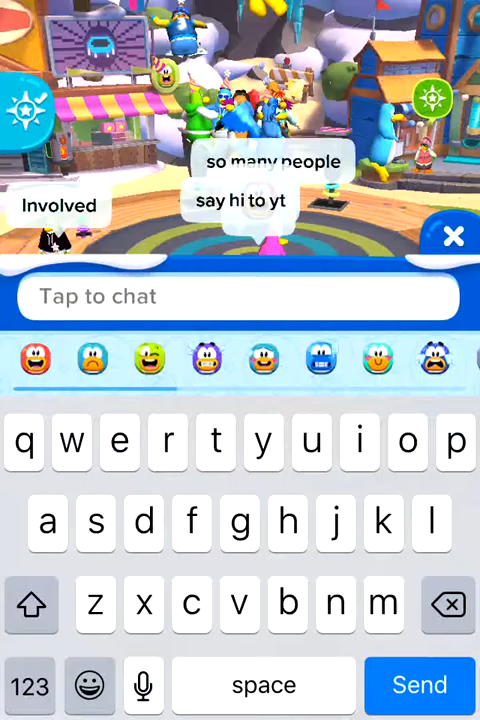 so many people
say hi to yt
Involved
Tap to chat
q w e r t y u i o p
a s d f g h j k l
z x c v b n m
123 space Send